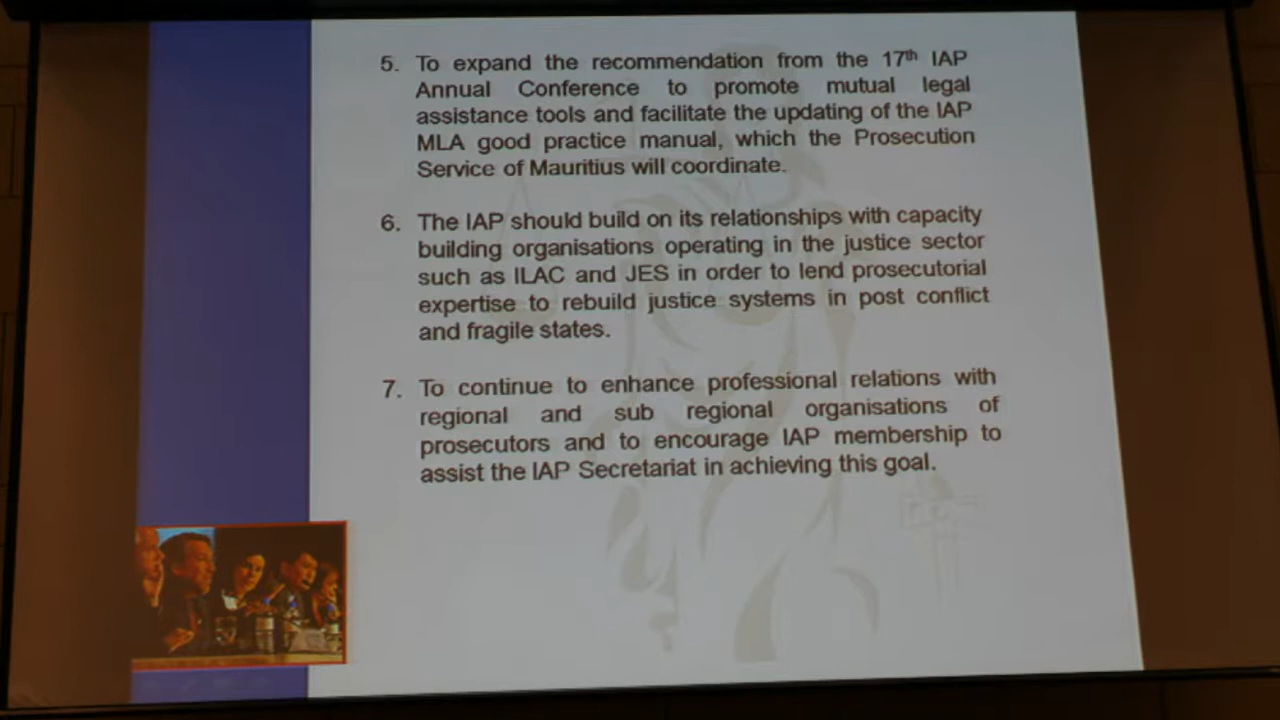 5. To expand the recommendation from the 17th IAP
Annual Conference to promote mutual legal
assistance tools and facilitate the updating of the IAP
MLA good practice manual, which the Prosecution
Service of Mauritius will coordinate.
6. The IAP should build on its relationships with capacity
building organisations operating in the justice sector
such as ILAC and JES in order to lend prosecutorial
expertise to rebuild justice systems in post conflict
and fragile states.
7. To continue to enhance professional relations with
regional and sub regional organisations of
prosecutors and to encourage IAP membership to
assist the IAP Secretariat in achieving this goal.